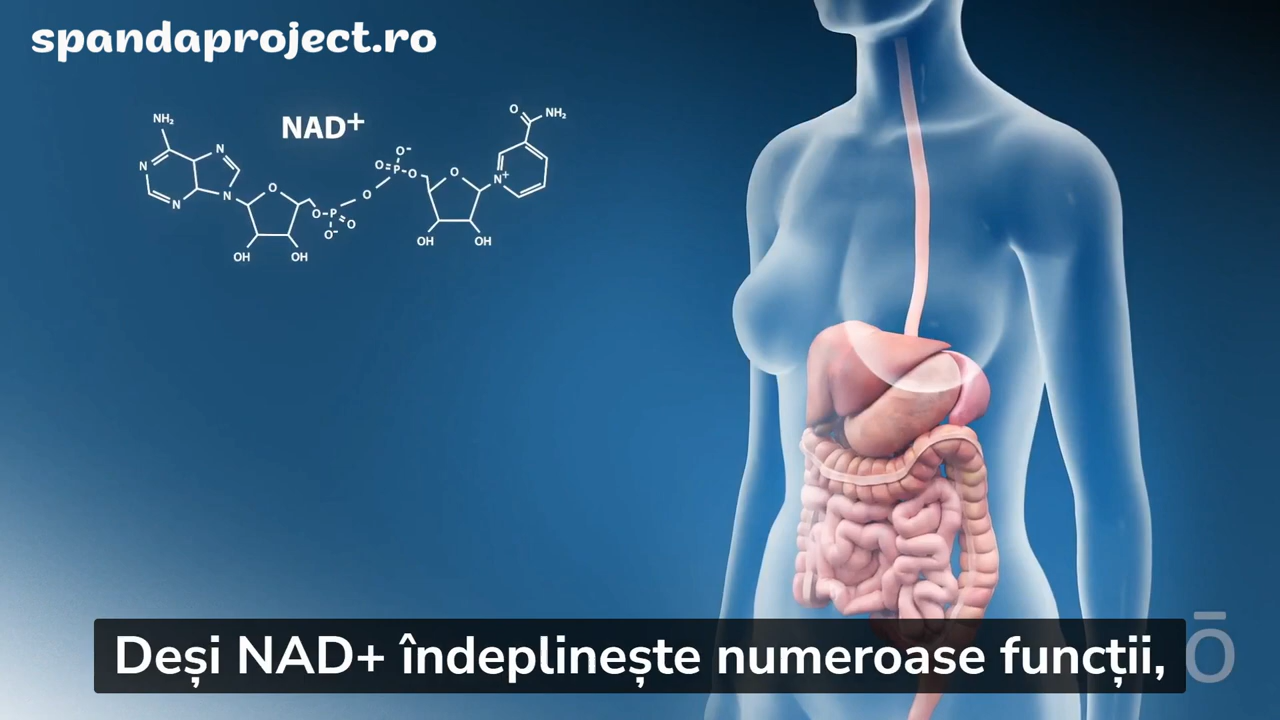 spandaproject.ro
NAD+
NH₂
N
N
N
N
O
OH
OH
O
P
O
O⁻
O
O⁻
O
P
O
O
OH
OH
N⁺
O
NH₂
Deși NAD+ îndeplinește numeroase funcții,
ō